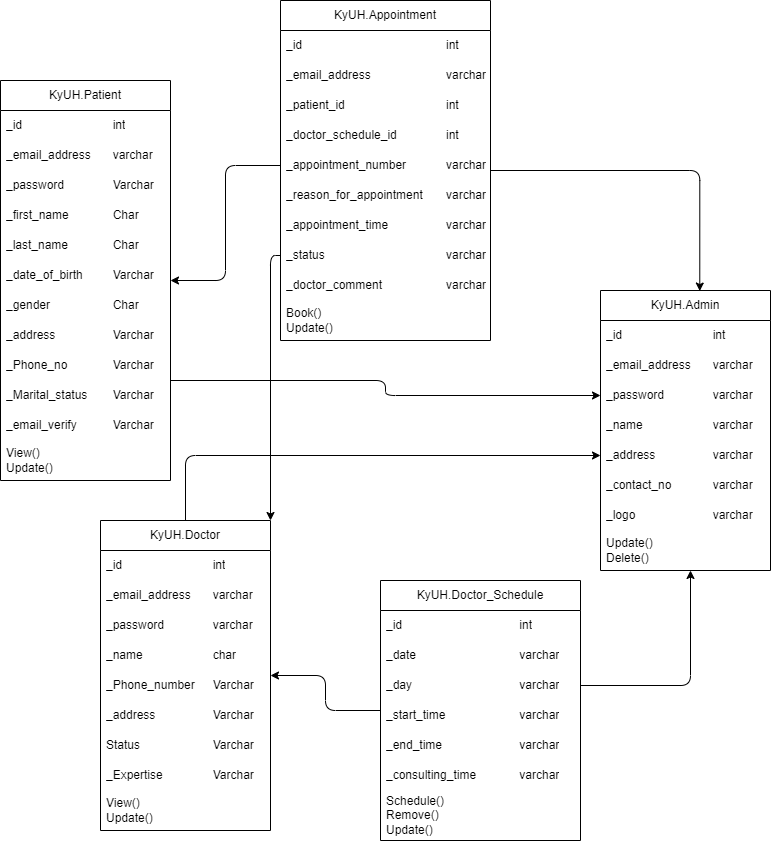 KyUH.Appointment
_id int
_email_address varchar
_patient_id int
_doctor_schedule_id int
_appointment_number varchar
_reason_for_appointment varchar
_appointment_time varchar
_status varchar
_doctor_comment varchar
Book()
Update()
KyUH.Patient
_id int
_email_address varchar
_password Varchar
_first_name Char
_last_name Char
_date_of_birth Varchar
_gender Char
_address Varchar
_Phone_no Varchar
_Marital_status Varchar
_email_verify Varchar
View()
Update()
KyUH.Admin
_id int
_email_address varchar
_password varchar
_name varchar
_address varchar
_contact_no varchar
_logo varchar
Update()
Delete()
KyUH.Doctor
_id int
_email_address varchar
_password varchar
_name char
_Phone_number Varchar
_address Varchar
Status Varchar
_Expertise Varchar
View()
Update()
KyUH.Doctor_Schedule
_id int
_date varchar
_day varchar
_start_time varchar
_end_time varchar
_consulting_time varchar
Schedule()
Remove()
Update()